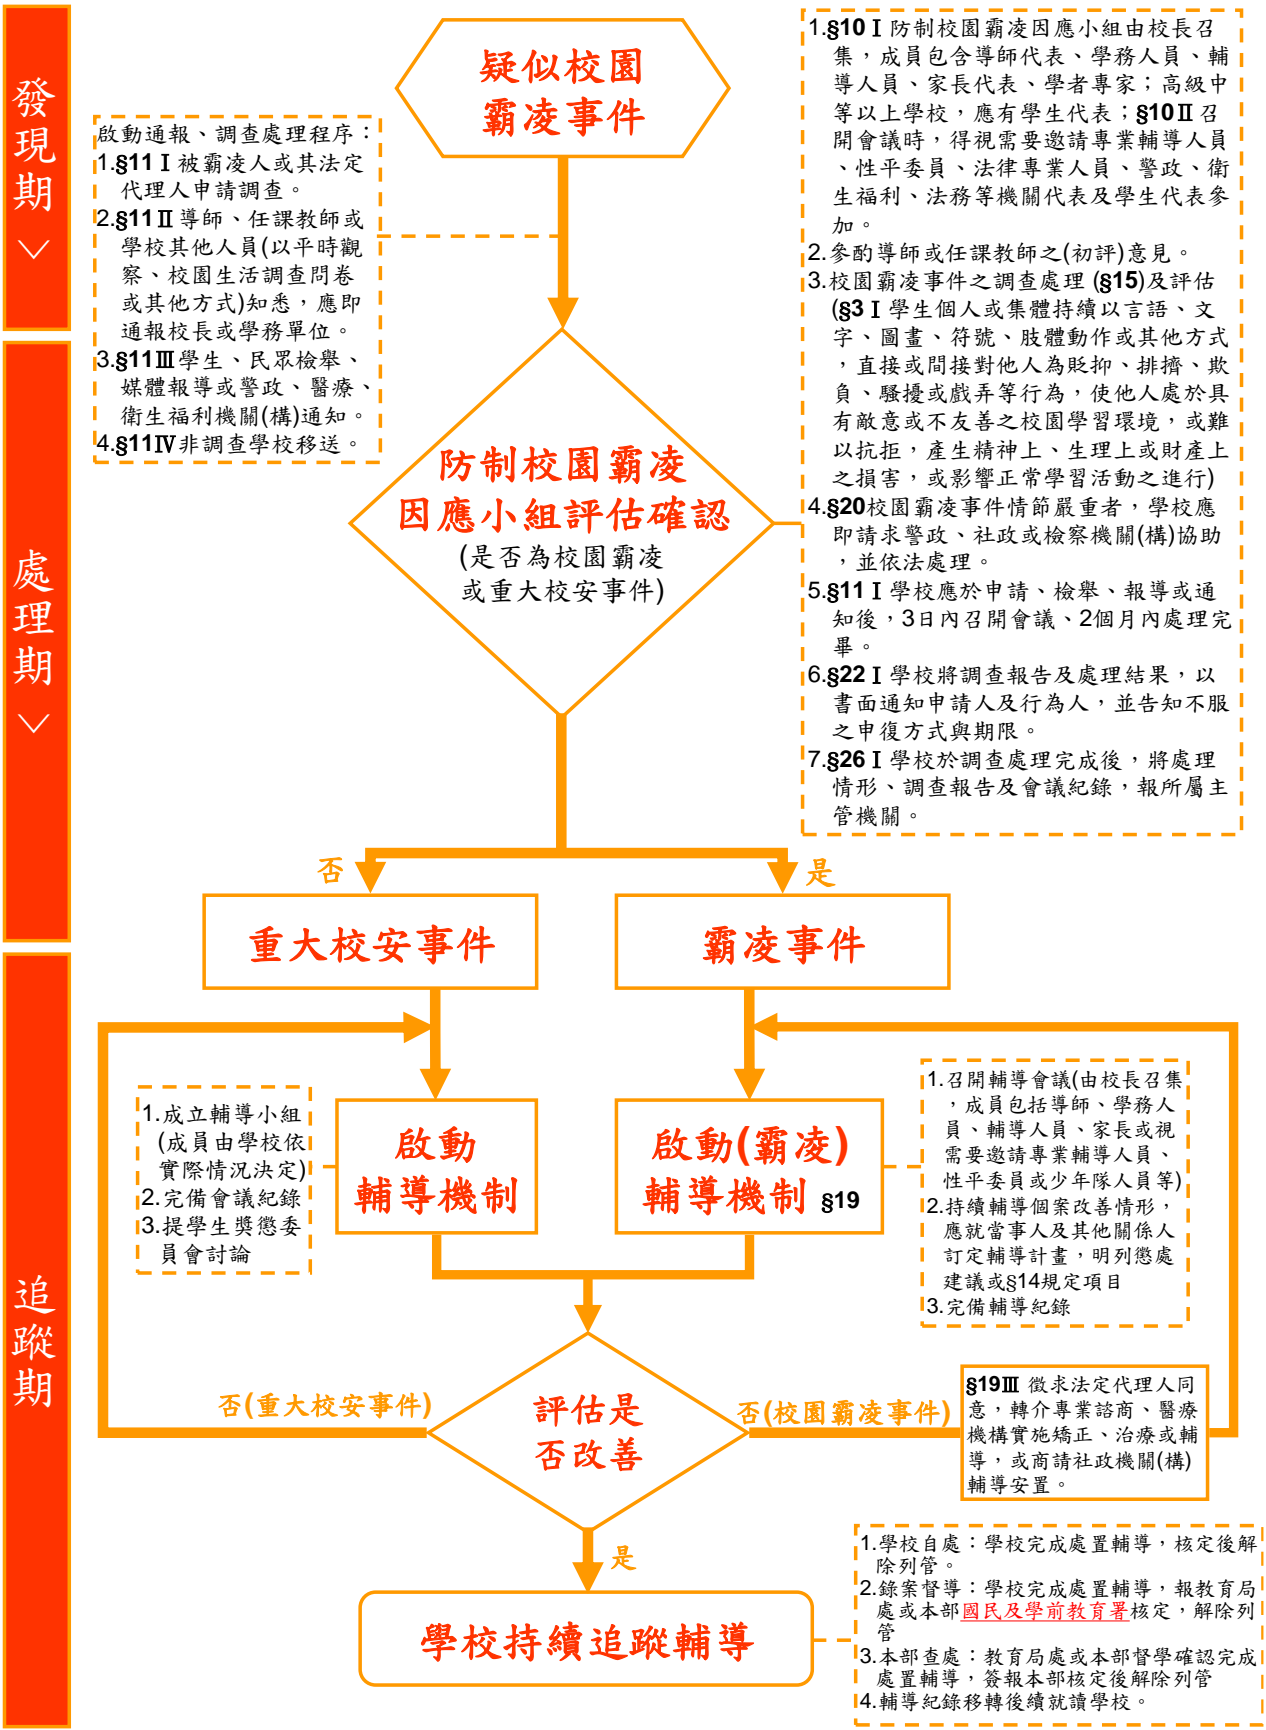 發現期﹀
疑似校園
霸凌事件
啟動通報、調查處理程序：
1.§11Ⅰ被霸凌人或其法定
代理人申請調查。
2.§11Ⅱ導師、任課教師或
學校其他人員(以平時觀
察、校園生活調查問卷
或其他方式)知悉，應即
通報校長或學務單位。
3.§11Ⅲ學生、民眾檢舉、
媒體報導或警政、醫療、
衛生福利機關(構)通知。
4.§11Ⅳ非調查學校移送。
1.§10Ⅰ防制校園霸凌因應小組由校長召
集，成員包含導師代表、學務人員、輔
導人員、家長代表、學者專家；高級中
等以上學校，應有學生代表；§10Ⅱ召
開會議時，得視需要邀請專業輔導人員
、性平委員、法律專業人員、警政、衛
生福利、法務等機關代表及學生代表參
加。
2.參酌導師或任課教師之(初評)意見。
3.校園霸凌事件之調查處理 (§15)及評估
(§3Ⅰ學生個人或集體持續以言語、文
字、圖畫、符號、肢體動作或其他方式
，直接或間接對他人為貶抑、排擠、欺
負、騷擾或戲弄等行為，使他人處於具
有敵意或不友善之校園學習環境，或難
以抗拒，產生精神上、生理上或財產上
之損害，或影響正常學習活動之進行)
4.§20校園霸凌事件情節嚴重者，學校應
即請求警政、社政或檢察機關(構)協助
，並依法處理。
5.§11Ⅰ學校應於申請、檢舉、報導或通
知後，3日內召開會議、2個月內處理完
畢。
6.§22Ⅰ學校將調查報告及處理結果，以
書面通知申請人及行為人，並告知不服
之申復方式與期限。
7.§26Ⅰ學校於調查處理完成後，將處理
情形、調查報告及會議紀錄，報所屬主
管機關。
處理期﹀
防制校園霸凌
因應小組評估確認
(是否為校園霸凌
或重大校安事件)
否
是
重大校安事件
霸凌事件
追蹤期
1.成立輔導小組
(成員由學校依
實際情況決定)
2.完備會議紀錄
3.提學生獎懲委
員會討論
啟動
輔導機制
啟動(霸凌)
輔導機制 §19
1.召開輔導會議(由校長召集
，成員包括導師、學務人
員、輔導人員、家長或視
需要邀請專業輔導人員、
性平委員或少年隊人員等)
2.持續輔導個案改善情形，
應就當事人及其他關係人
訂定輔導計畫，明列懲處
建議或§14規定項目
3.完備輔導紀錄
否(重大校安事件)
評估是
否改善
否(校園霸凌事件)
§19Ⅲ 徵求法定代理人同
意，轉介專業諮商、醫療
機構實施矯正、治療或輔
導，或商請社政機關(構)
輔導安置。
是
學校持續追蹤輔導
1.學校自處：學校完成處置輔導，核定後解
除列管。
2.錄案督導：學校完成處置輔導，報教育局
處或本部國民及學前教育署核定，解除列
管
3.本部查處：教育局處或本部督學確認完成
處置輔導，簽報本部核定後解除列管
4.輔導紀錄移轉後續就讀學校。